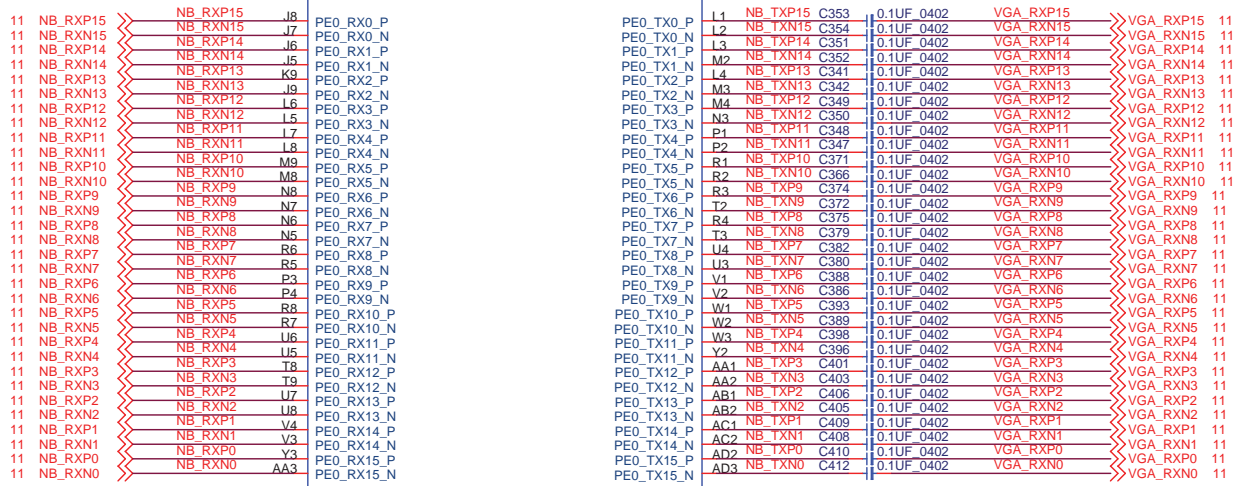 11 NB_RXP15 NB_RXP15 J8 PE0_RX0_P PE0_TX0_P L1 NB_TXP15 C353 0.1UF_0402 VGA_RXP15 VGA_RXP15 11
11 NB_RXN15 NB_RXN15 J7 PE0_RX0_N PE0_TX0_N L2 NB_TXN15 C354 0.1UF_0402 VGA_RXN15 VGA_RXN15 11
11 NB_RXP14 NB_RXP14 J6 PE0_RX1_P PE0_TX1_P L3 NB_TXP14 C351 0.1UF_0402 VGA_RXP14 VGA_RXP14 11
11 NB_RXN14 NB_RXN14 J5 PE0_RX1_N PE0_TX1_N M2 NB_TXN14 C352 0.1UF_0402 VGA_RXN14 VGA_RXN14 11
11 NB_RXP13 NB_RXP13 K9 PE0_RX2_P PE0_TX2_P L4 NB_TXP13 C341 0.1UF_0402 VGA_RXP13 VGA_RXP13 11
11 NB_RXN13 NB_RXN13 J9 PE0_RX2_N PE0_TX2_N M3 NB_TXN13 C342 0.1UF_0402 VGA_RXN13 VGA_RXN13 11
11 NB_RXP12 NB_RXP12 L6 PE0_RX3_P PE0_TX3_P M4 NB_TXP12 C349 0.1UF_0402 VGA_RXP12 VGA_RXP12 11
11 NB_RXN12 NB_RXN12 L5 PE0_RX3_N PE0_TX3_N N3 NB_TXN12 C350 0.1UF_0402 VGA_RXN12 VGA_RXN12 11
11 NB_RXP11 NB_RXP11 L7 PE0_RX4_P PE0_TX4_P P1 NB_TXP11 C348 0.1UF_0402 VGA_RXP11 VGA_RXP11 11
11 NB_RXN11 NB_RXN11 L8 PE0_RX4_N PE0_TX4_N P2 NB_TXN11 C347 0.1UF_0402 VGA_RXN11 VGA_RXN11 11
11 NB_RXP10 NB_RXP10 M9 PE0_RX5_P PE0_TX5_P R1 NB_TXP10 C371 0.1UF_0402 VGA_RXP10 VGA_RXP10 11
11 NB_RXN10 NB_RXN10 M8 PE0_RX5_N PE0_TX5_N R2 NB_TXN10 C366 0.1UF_0402 VGA_RXN10 VGA_RXN10 11
11 NB_RXP9 NB_RXP9 N8 PE0_RX6_P PE0_TX6_P R3 NB_TXP9 C374 0.1UF_0402 VGA_RXP9 VGA_RXP9 11
11 NB_RXN9 NB_RXN9 N7 PE0_RX6_N PE0_TX6_N T2 NB_TXN9 C372 0.1UF_0402 VGA_RXN9 VGA_RXN9 11
11 NB_RXP8 NB_RXP8 N6 PE0_RX7_P PE0_TX7_P R4 NB_TXP8 C375 0.1UF_0402 VGA_RXP8 VGA_RXP8 11
11 NB_RXN8 NB_RXN8 N5 PE0_RX7_N PE0_TX7_N T3 NB_TXN8 C379 0.1UF_0402 VGA_RXN8 VGA_RXN8 11
11 NB_RXP7 NB_RXP7 R6 PE0_RX8_P PE0_TX8_P U4 NB_TXP7 C382 0.1UF_0402 VGA_RXP7 VGA_RXP7 11
11 NB_RXN7 NB_RXN7 R5 PE0_RX8_N PE0_TX8_N U3 NB_TXN7 C380 0.1UF_0402 VGA_RXN7 VGA_RXN7 11
11 NB_RXP6 NB_RXP6 P3 PE0_RX9_P PE0_TX9_P V1 NB_TXP6 C388 0.1UF_0402 VGA_RXP6 VGA_RXP6 11
11 NB_RXN6 NB_RXN6 P4 PE0_RX9_N PE0_TX9_N V2 NB_TXN6 C386 0.1UF_0402 VGA_RXN6 VGA_RXN6 11
11 NB_RXP5 NB_RXP5 R8 PE0_RX10_P PE0_TX10_P W1 NB_TXP5 C393 0.1UF_0402 VGA_RXP5 VGA_RXP5 11
11 NB_RXN5 NB_RXN5 R7 PE0_RX10_N PE0_TX10_N W2 NB_TXN5 C389 0.1UF_0402 VGA_RXN5 VGA_RXN5 11
11 NB_RXP4 NB_RXP4 U6 PE0_RX11_P PE0_TX11_P W3 NB_TXP4 C398 0.1UF_0402 VGA_RXP4 VGA_RXP4 11
11 NB_RXN4 NB_RXN4 U5 PE0_RX11_N PE0_TX11_N Y2 NB_TXN4 C396 0.1UF_0402 VGA_RXN4 VGA_RXN4 11
11 NB_RXP3 NB_RXP3 T8 PE0_RX12_P PE0_TX12_P AA1 NB_TXP3 C401 0.1UF_0402 VGA_RXP3 VGA_RXP3 11
11 NB_RXN3 NB_RXN3 T9 PE0_RX12_N PE0_TX12_N AA2 NB_TXN3 C403 0.1UF_0402 VGA_RXN3 VGA_RXN3 11
11 NB_RXP2 NB_RXP2 U7 PE0_RX13_P PE0_TX13_P AB1 NB_TXP2 C406 0.1UF_0402 VGA_RXP2 VGA_RXP2 11
11 NB_RXN2 NB_RXN2 U8 PE0_RX13_N PE0_TX13_N AB2 NB_TXN2 C405 0.1UF_0402 VGA_RXN2 VGA_RXN2 11
11 NB_RXP1 NB_RXP1 V4 PE0_RX14_P PE0_TX14_P AC1 NB_TXP1 C409 0.1UF_0402 VGA_RXP1 VGA_RXP1 11
11 NB_RXN1 NB_RXN1 V3 PE0_RX14_N PE0_TX14_N AC2 NB_TXN1 C408 0.1UF_0402 VGA_RXN1 VGA_RXN1 11
11 NB_RXP0 NB_RXP0 Y3 PE0_RX15_P PE0_TX15_P AD2 NB_TXP0 C410 0.1UF_0402 VGA_RXP0 VGA_RXP0 11
11 NB_RXN0 NB_RXN0 AA3 PE0_RX15_N PE0_TX15_N AD3 NB_TXN0 C412 0.1UF_0402 VGA_RXN0 VGA_RXN0 11